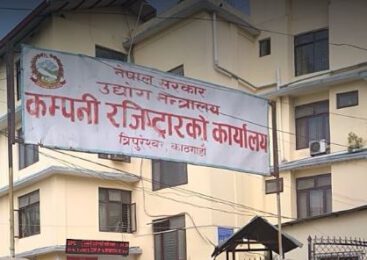 नेपाल सरकार
उद्योग मन्त्रालय
कम्पनी रजिष्ट्रारको कार्यालय
त्रिपुरेश्वर, काठमाडौं